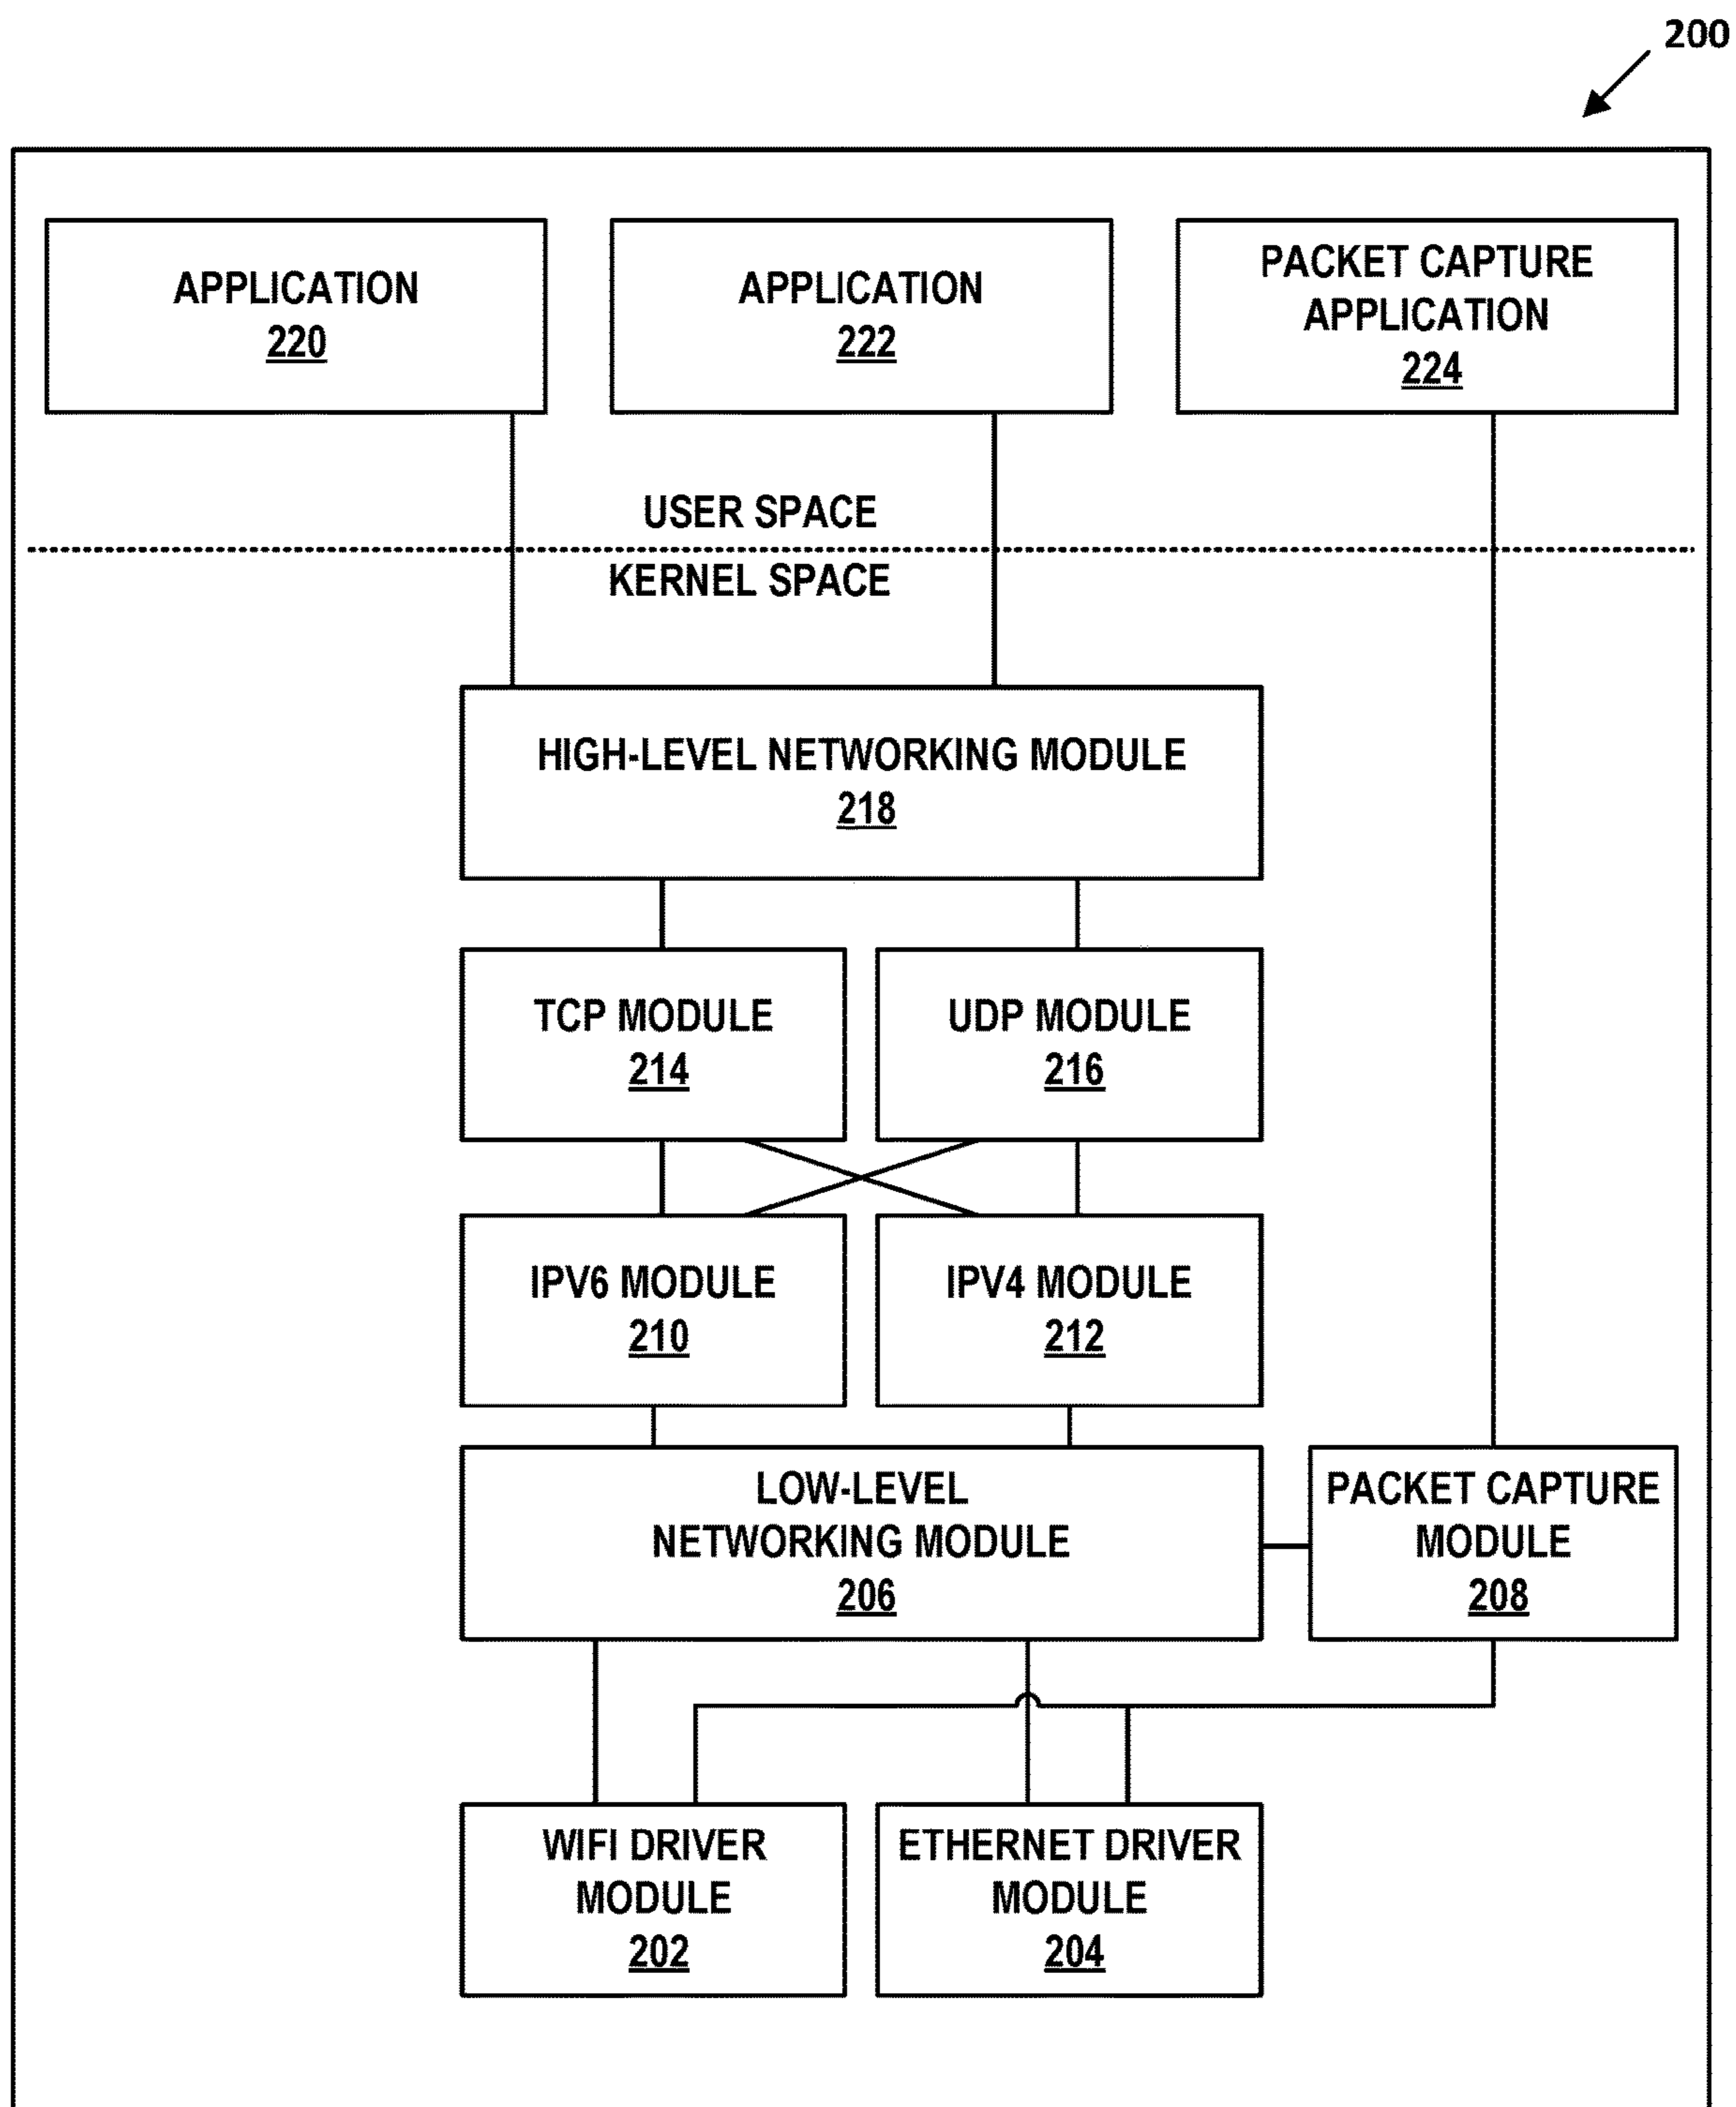 200
APPLICATION
220
APPLICATION
222
PACKET CAPTURE
APPLICATION
224
USER SPACE
KERNEL SPACE
HIGH-LEVEL NETWORKING MODULE
218
TCP MODULE
214
UDP MODULE
216
IPV6 MODULE
210
IPV4 MODULE
212
LOW-LEVEL
NETWORKING MODULE
206
PACKET CAPTURE
MODULE
208
WIFI DRIVER
MODULE
202
ETHERNET DRIVER
MODULE
204